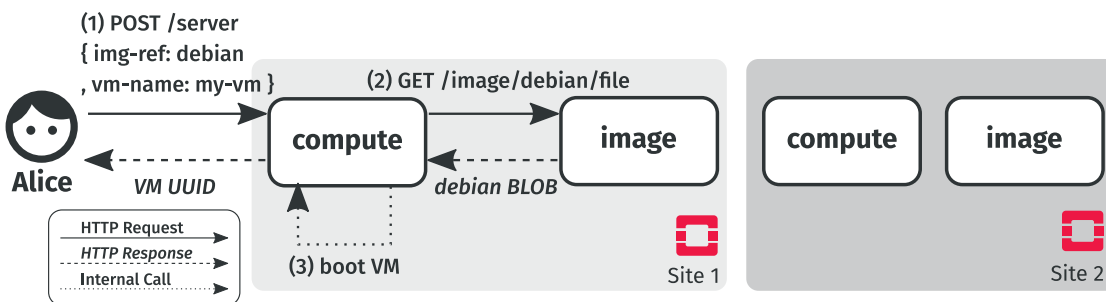 (1) POST /server
{ img-ref: debian
, vm-name: my-vm }
(2) GET /image/debian/file
compute
image
compute
image
Alice
VM UUID
debian BLOB
HTTP Request
HTTP Response
Internal Call
(3) boot VM
Site 1
Site 2